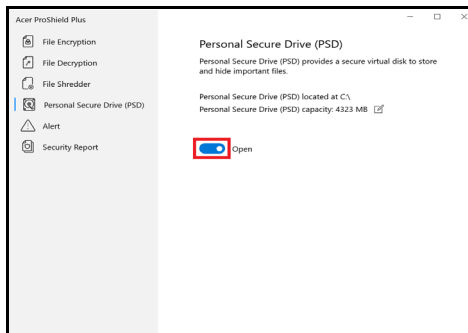 Acer ProShield Plus
File Encryption
File Decryption
File Shredder
Personal Secure Drive (PSD)
Alert
Security Report
Personal Secure Drive (PSD)
Personal Secure Drive (PSD) provides a secure virtual disk to store
and hide important files.
Personal Secure Drive (PSD) located at C:\
Personal Secure Drive (PSD) capacity: 4323 MB
Open